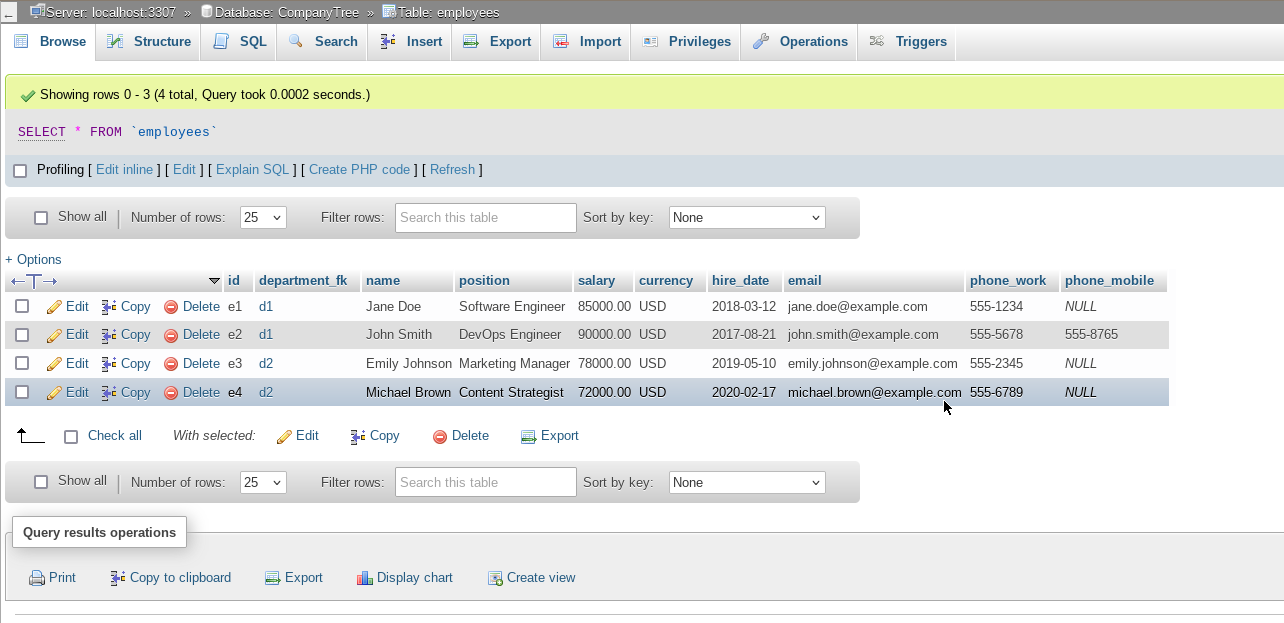 Server: localhost:3307 » Database: CompanyTree » Table: employees
Browse Structure SQL Search Insert Export Import Privileges Operations Triggers
Showing rows 0 - 3 (4 total, Query took 0.0002 seconds.)
SELECT * FROM `employees`
Profiling [ Edit inline ] [ Edit ] [ Explain SQL ] [ Create PHP code ] [ Refresh ]
Show all Number of rows: 25 Filter rows: Search this table Sort by key: None
+ Options
id department_fk name position salary currency hire_date email phone_work phone_mobile
Edit Copy Delete e1 d1 Jane Doe Software Engineer 85000.00 USD 2018-03-12 jane.doe@example.com 555-1234 NULL
Edit Copy Delete e2 d1 John Smith DevOps Engineer 90000.00 USD 2017-08-21 john.smith@example.com 555-5678 555-8765
Edit Copy Delete e3 d2 Emily Johnson Marketing Manager 78000.00 USD 2019-05-10 emily.johnson@example.com 555-2345 NULL
Edit Copy Delete e4 d2 Michael Brown Content Strategist 72000.00 USD 2020-02-17 michael.brown@example.com 555-6789 NULL
Check all With selected: Edit Copy Delete Export
Show all Number of rows: 25 Filter rows: Search this table Sort by key: None
Query results operations
Print Copy to clipboard Export Display chart Create view